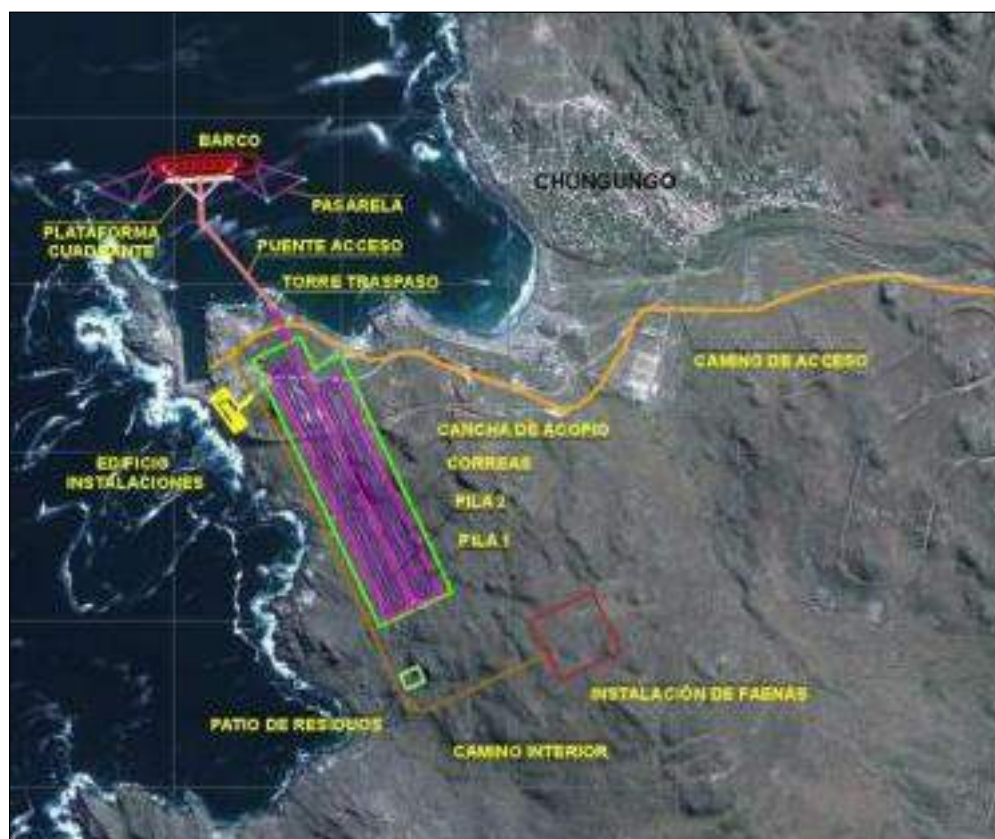 BARCO
CHUNGUNGO
PASARELA
PLATAFORMA
CUADRANTE
PUENTE ACCESO
TORRE TRASPASO
CAMINO DE ACCESO
CANCHA DE ACOPIO
EDIFICIO
INSTALACIONES
CORREAS
PILA 2
PILA 1
INSTALACIÓN DE FAENAS
PATIO DE RESIDUOS
CAMINO INTERIOR